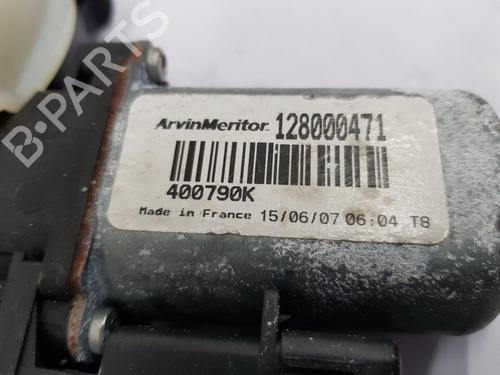 ArvinMeritor. 128000471
400790K
Made in France 15/06/07 06:04 T8
B-PARTS